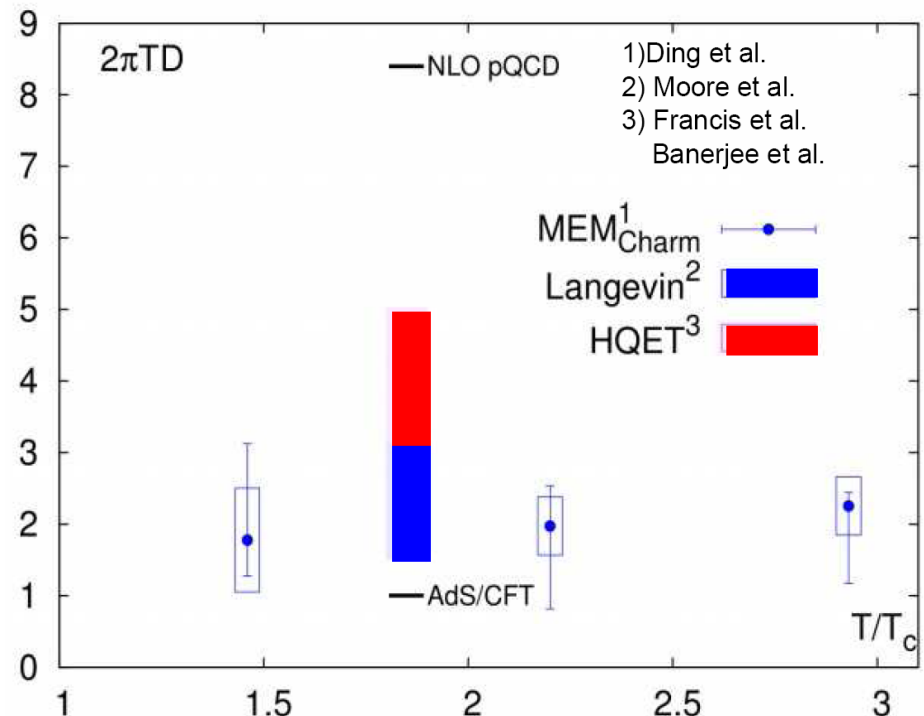 9
8
7
6
5
4
3
2
1
0
2πTD
NLO pQCD
1)Ding et al.
2) Moore et al.
3) Francis et al.
Banerjee et al.
MEM¹Charm
Langevin²
HQET³
AdS/CFT
T/Tc
1 1.5 2 2.5 3